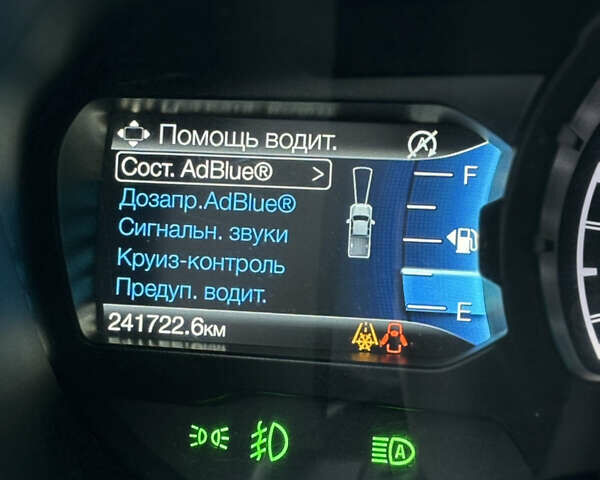 Помощь водит.
Сост. AdBlue® >
Дозапр.AdBlue®
Сигнальн. звуки
Круиз-контроль
Предуп. водит.
241722.6км
A
F
E
A